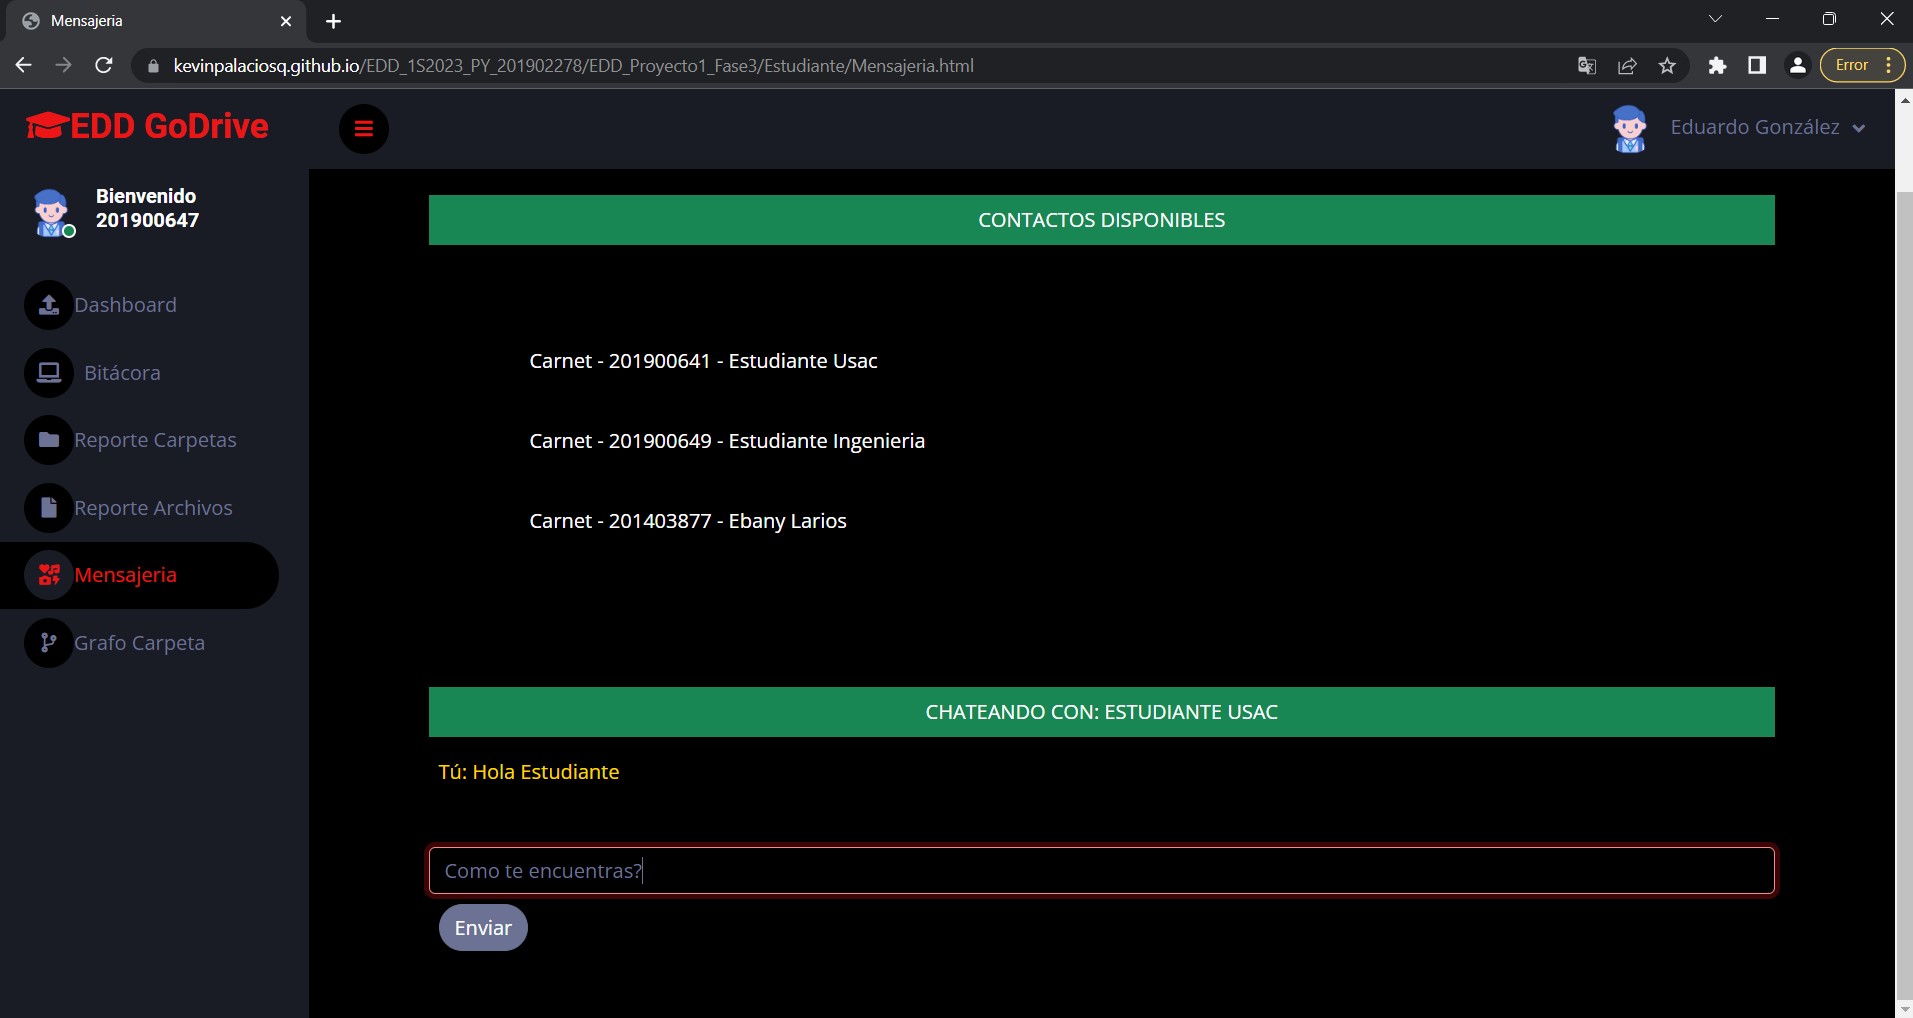 Mensajeria
kevinpalaciosq.github.io/EDD_1S2023_PY_201902278/EDD_Proyecto1_Fase3/Estudiante/Mensajeria.html
Error
EDD GoDrive
Eduardo González
Bienvenido
201900647
Dashboard
Bitácora
Reporte Carpetas
Reporte Archivos
Mensajeria
Grafo Carpeta
CONTACTOS DISPONIBLES
Carnet - 201900641 - Estudiante Usac
Carnet - 201900649 - Estudiante Ingenieria
Carnet - 201403877 - Ebany Larios
CHATEANDO CON: ESTUDIANTE USAC
Tú: Hola Estudiante
Como te encuentras?
Enviar